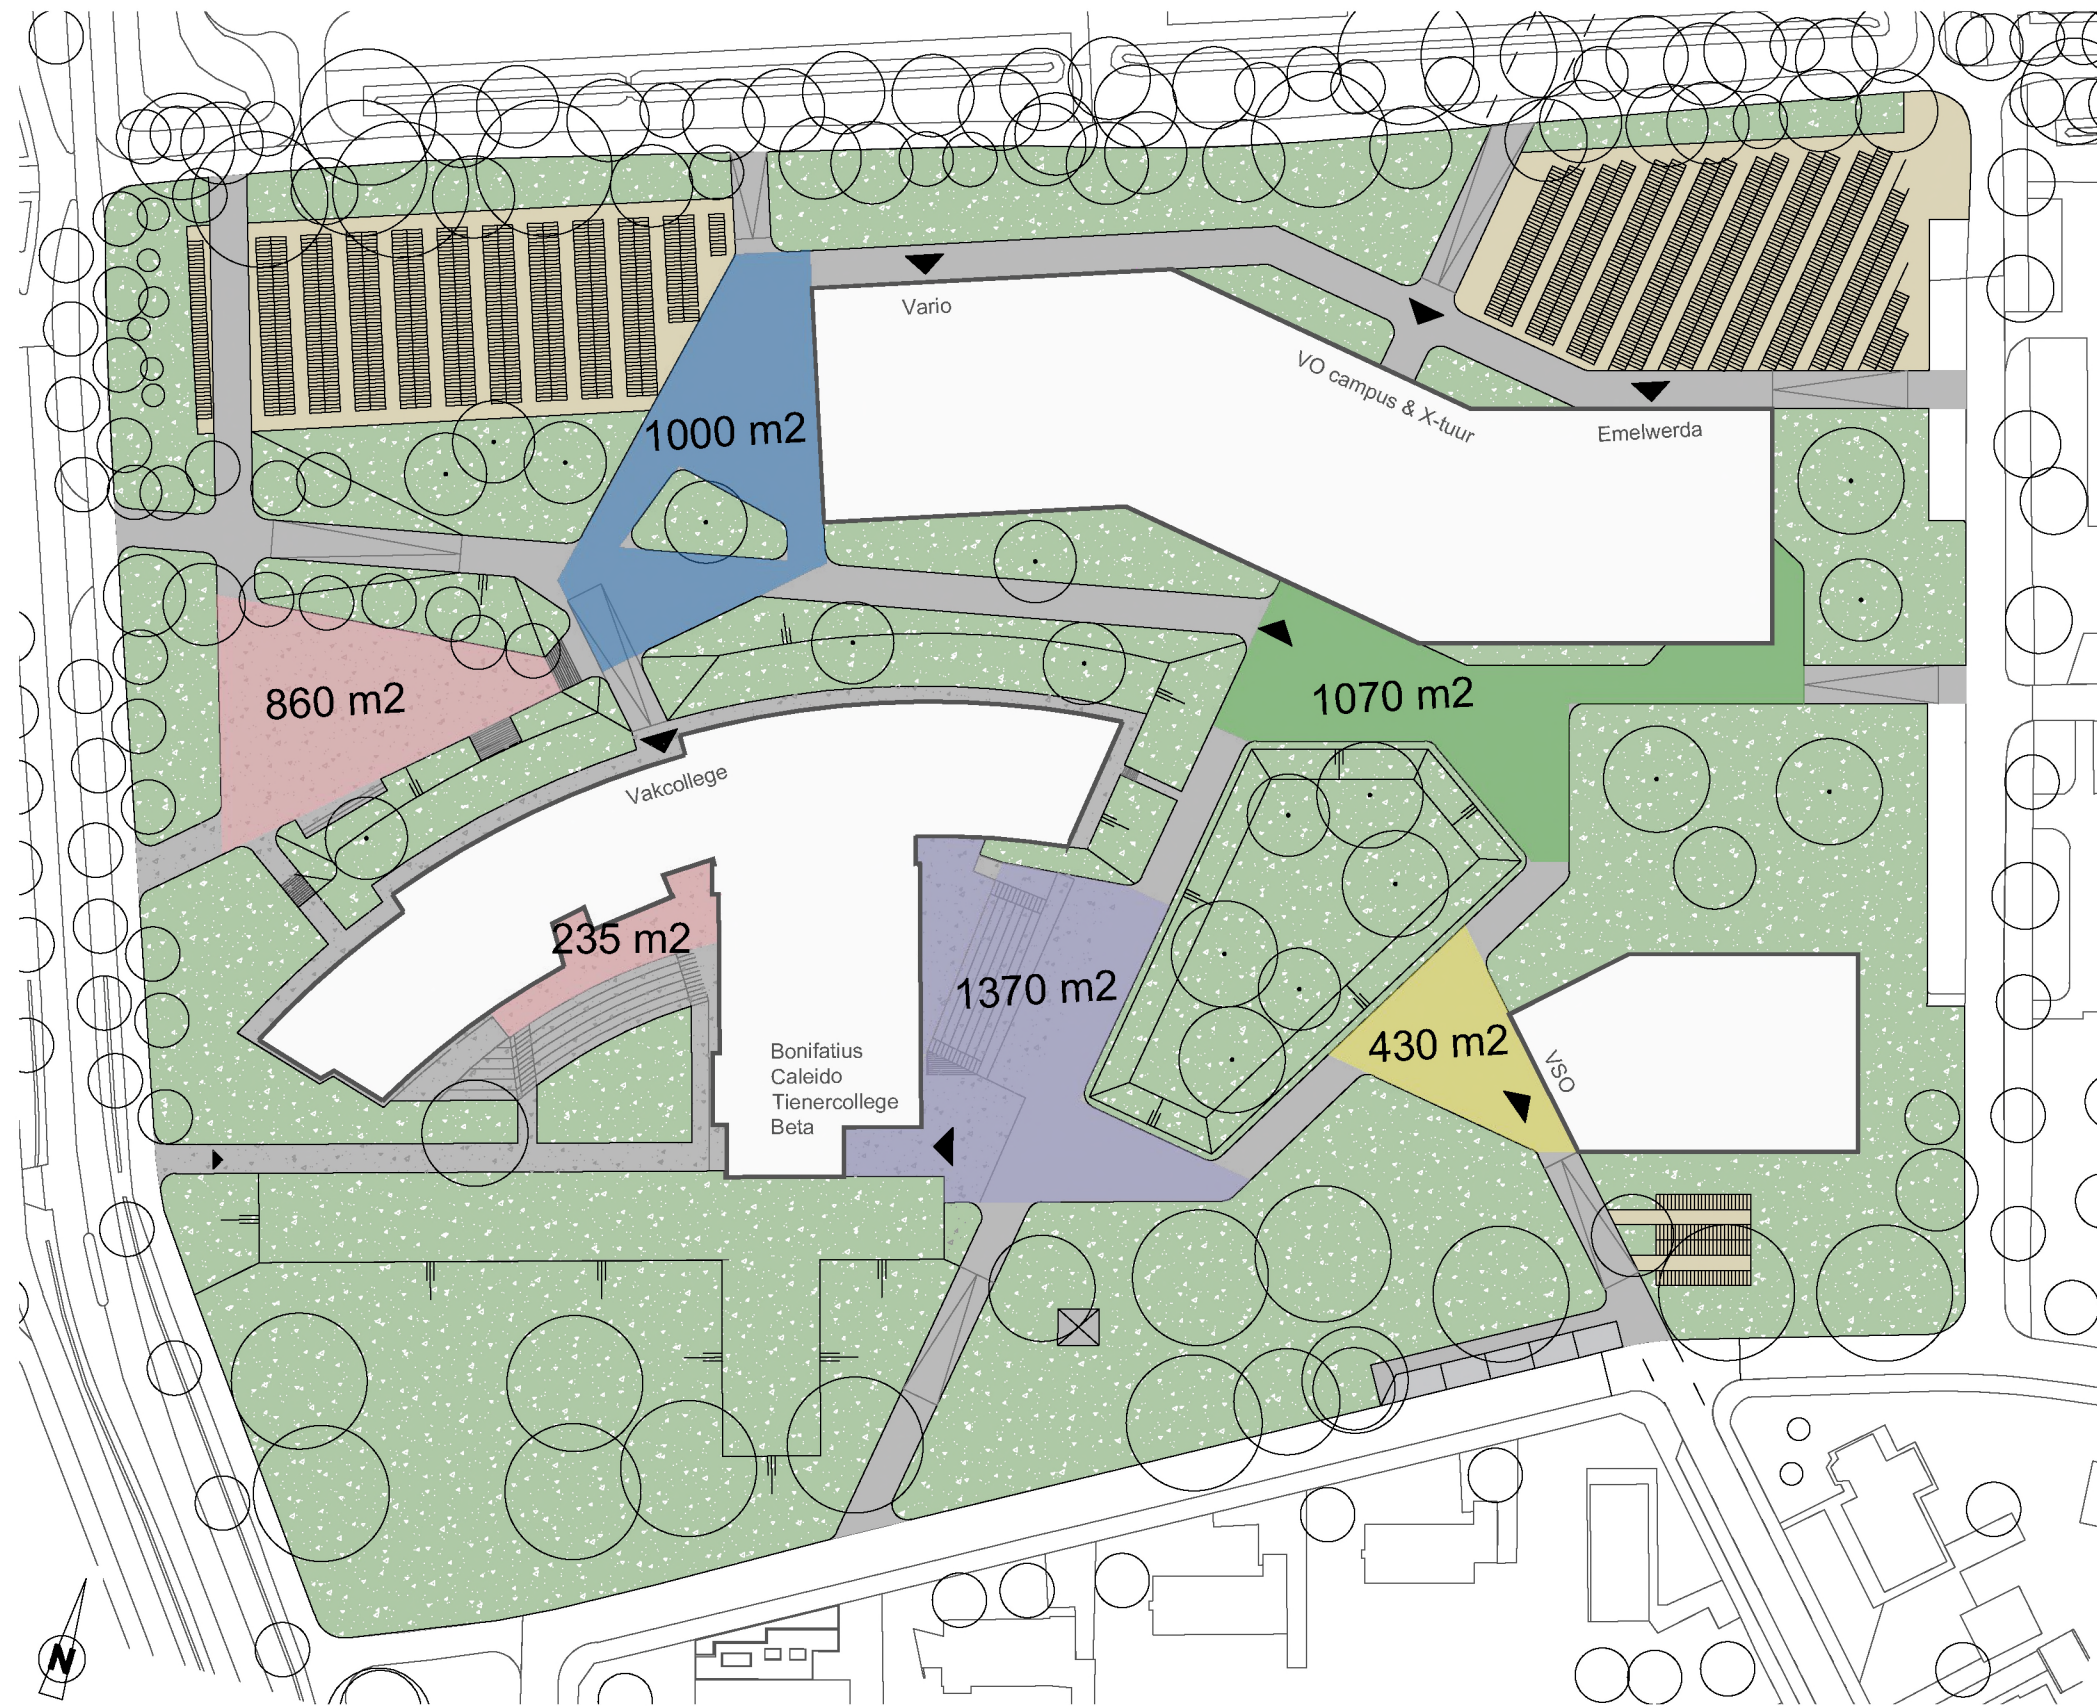 Vario
VO campus & X-tuur
Emelwerda
1000 m2
860 m2
1070 m2
Vakcollege
235 m2
1370 m2
430 m2
VSO
Bonifatius
Caleido
Tienercollege
Beta
N